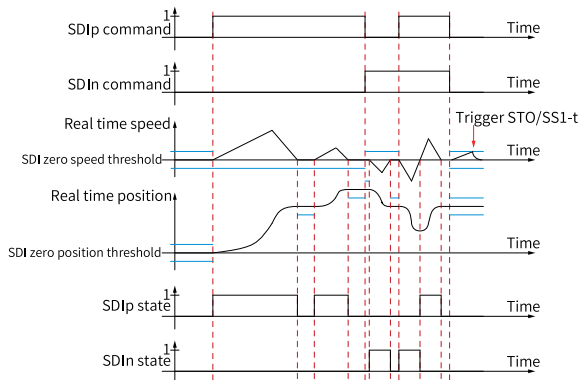 1
SDIp command
Time
1
SDIn command
Time
Trigger STO/SS1-t
Real time speed
SDI zero speed threshold
Time
Real time position
SDI zero position threshold
Time
SDIp state
1
Time
SDIn state
1
Time